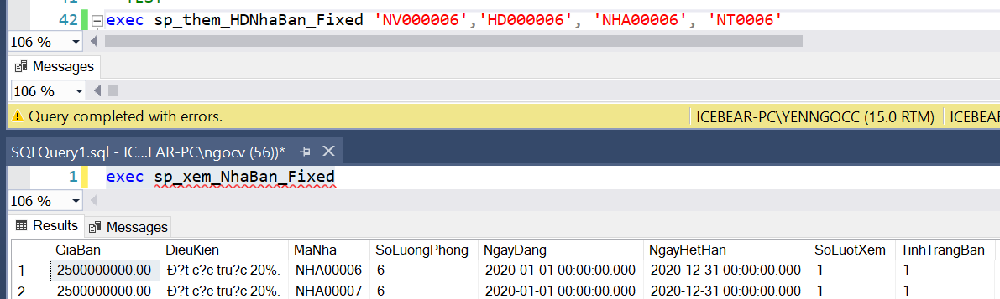 42 exec sp_them_HDNhaBan_Fixed 'NV000006','HD000006', 'NHA00006', 'NT0006'
106 %
Messages
106 %
Query completed with errors. ICEBEAR-PC\YENNGOCC (15.0 RTM) ICEBEAR
SQLQuery1.sql - IC...EAR-PC\ngocv (56))*
1 exec sp_xem_NhaBan_Fixed
106 %
Results Messages
GiaBan DieuKien MaNha SoLuongPhong NgayDang NgayHetHan SoLuotXem TinhTrangBan
1 2500000000.00 Đ?t c?c tru?c 20%. NHA00006 6 2020-01-01 00:00:00.000 2020-12-31 00:00:00.000 1 1
2 2500000000.00 Đ?t c?c tru?c 20%. NHA00007 6 2020-01-01 00:00:00.000 2020-12-31 00:00:00.000 1 1